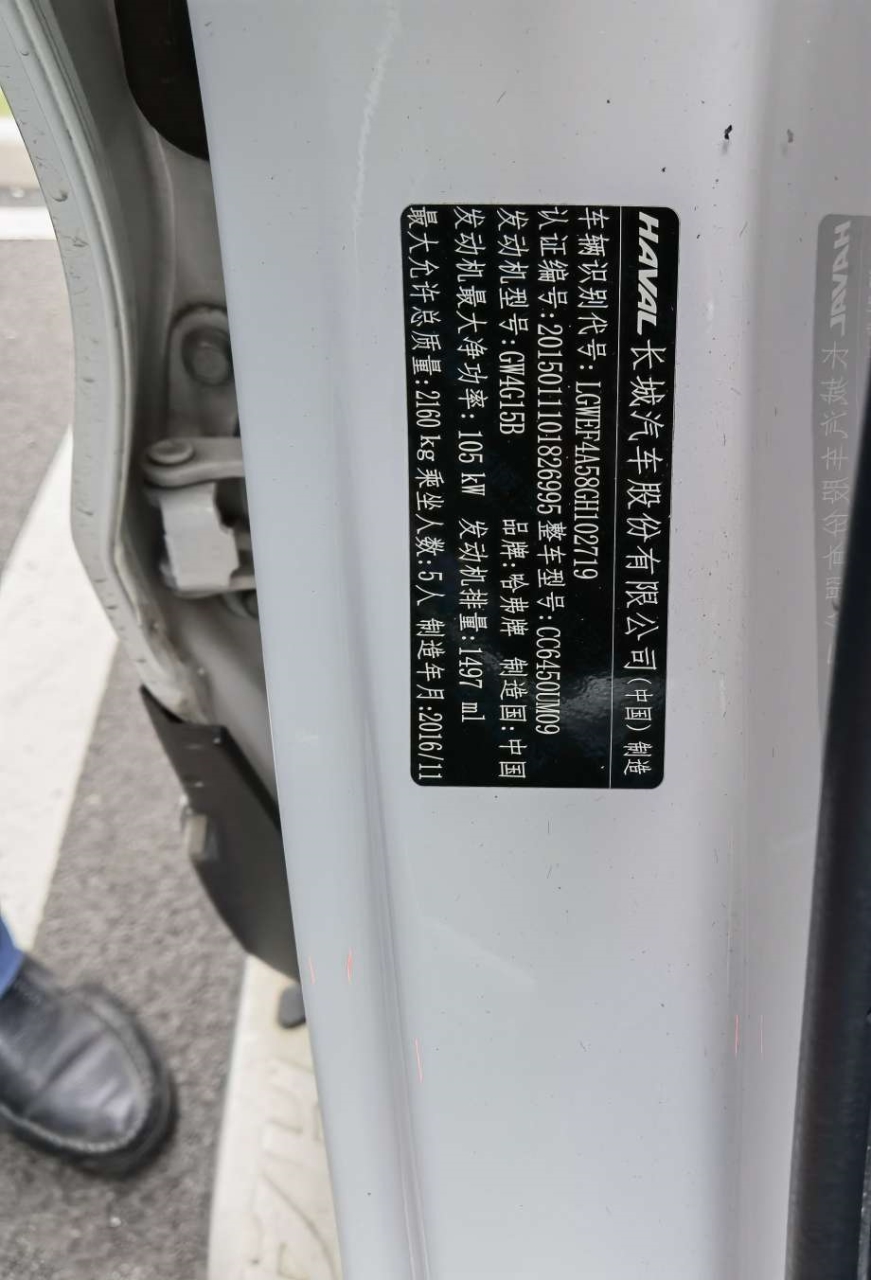 HAVAL 长城汽车股份有限公司(中国)制造
车辆识别代号:LGWEF4A58GH102719
认证编号:2015011101826995 整车型号:CC6450UM09
发动机型号:GW4G15B 品牌:哈弗牌 制造国:中国
发动机最大净功率:105 kW 发动机排量:1497 ml
最大允许总质量:2160 kg 乘坐人数:5人 制造年月:2016/11